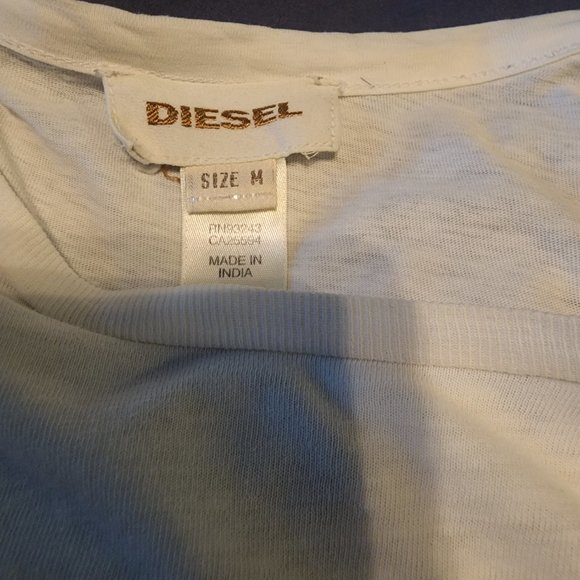 DIESEL
SIZE M
RN93243
CA25594
MADE IN
INDIA